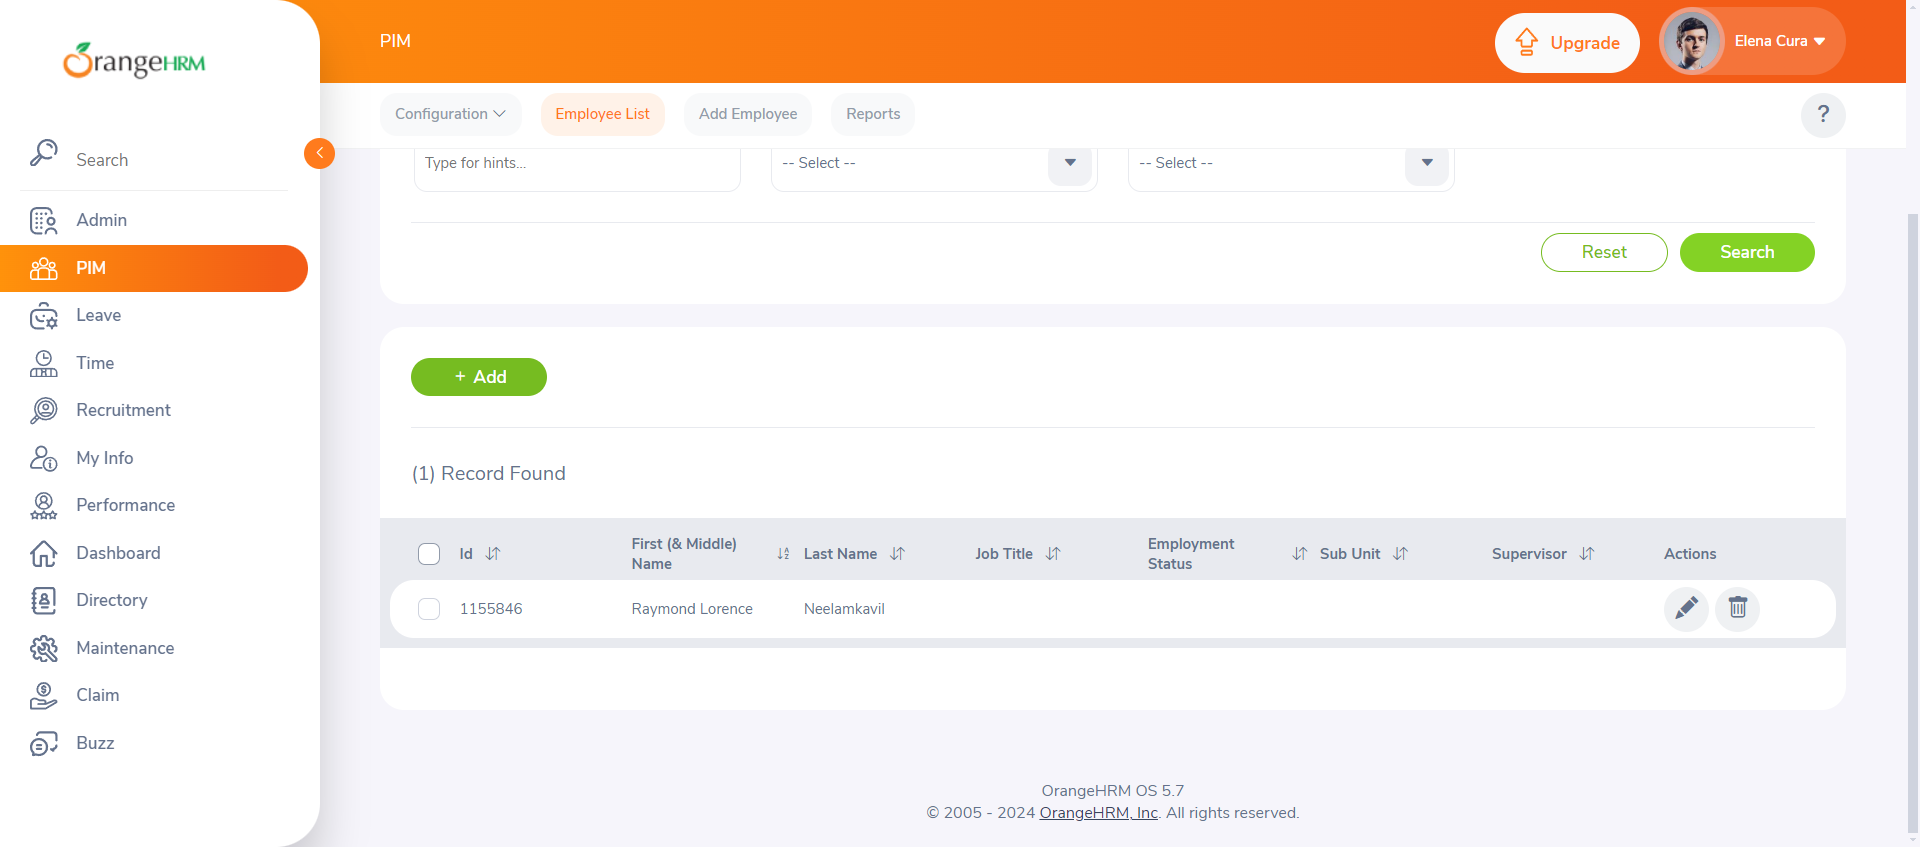 OrangeHRM
PIM
Upgrade
Elena Cura
Configuration
Employee List
Add Employee
Reports
?
Search
Admin
PIM
Leave
Time
Recruitment
My Info
Performance
Dashboard
Directory
Maintenance
Claim
Buzz
Type for hints...
-- Select --
-- Select --
Reset
Search
+ Add
(1) Record Found
Id
First (& Middle)
Name
Last Name
Job Title
Employment
Status
Sub Unit
Supervisor
Actions
1155846 Raymond Lorence Neelamkavil
OrangeHRM OS 5.7
© 2005 - 2024 OrangeHRM, Inc. All rights reserved.